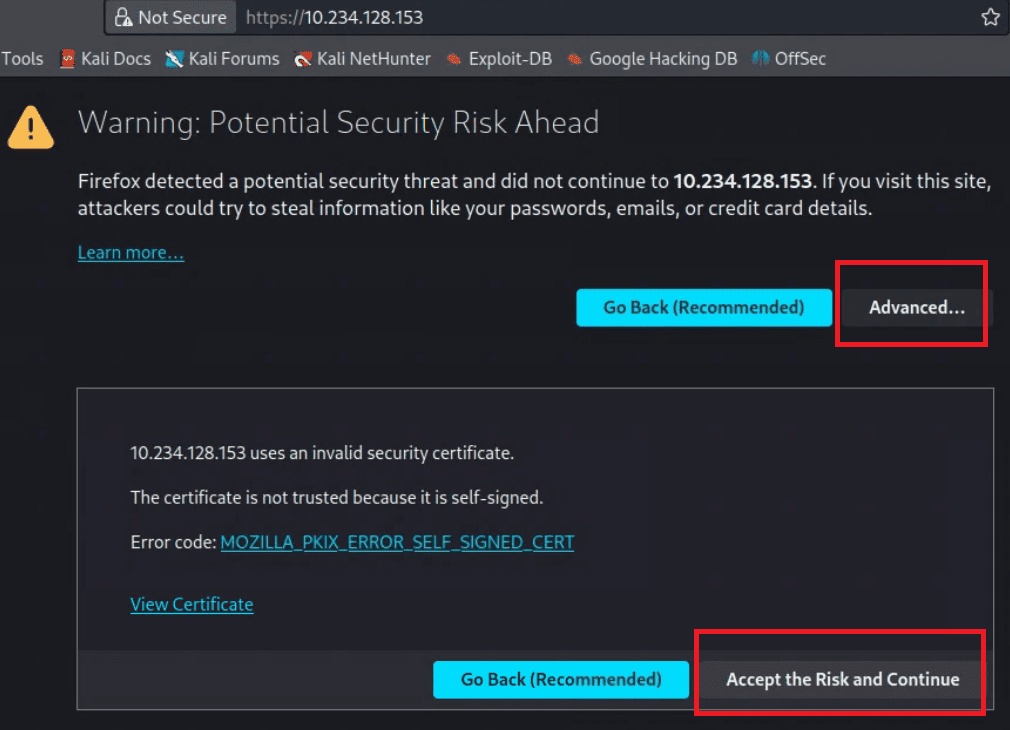 Not Secure https://10.234.128.153
Tools Kali Docs Kali Forums Kali NetHunter Exploit-DB Google Hacking DB OffSec
Warning: Potential Security Risk Ahead
Firefox detected a potential security threat and did not continue to 10.234.128.153. If you visit this site,
attackers could try to steal information like your passwords, emails, or credit card details.
Learn more…
Go Back (Recommended) Advanced…
10.234.128.153 uses an invalid security certificate.
The certificate is not trusted because it is self-signed.
Error code: MOZILLA_PKIX_ERROR_SELF_SIGNED_CERT
View Certificate
Go Back (Recommended) Accept the Risk and Continue